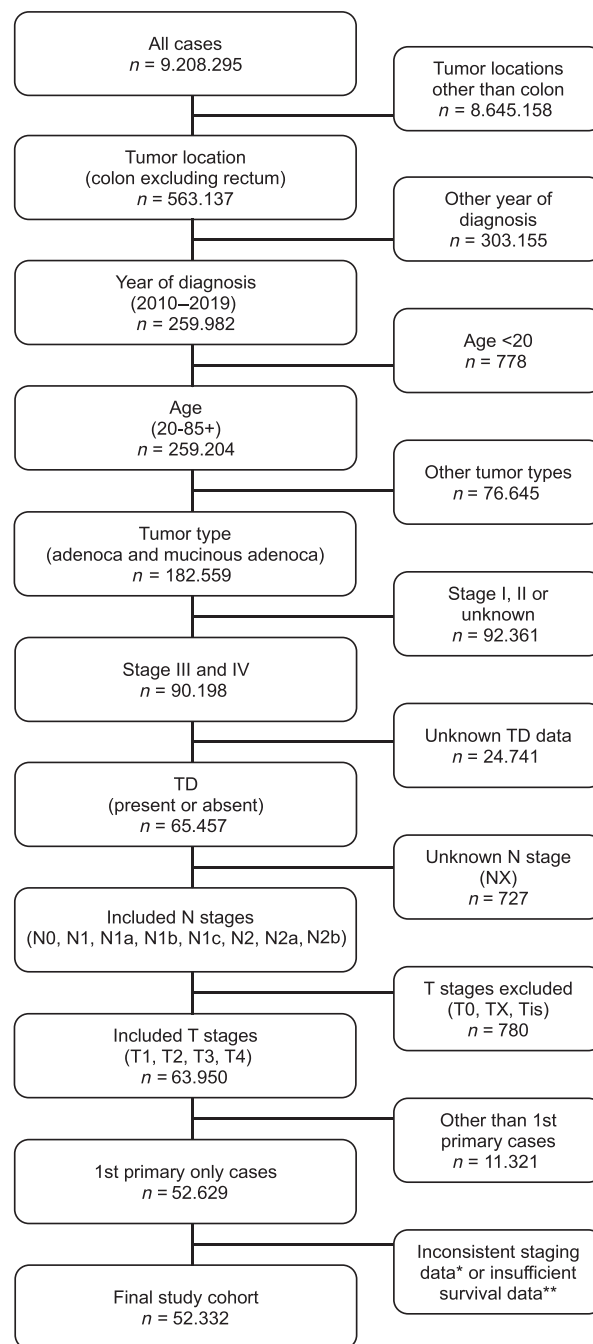 All cases
n = 9.208.295
Tumor locations
other than colon
n = 8.645.158
Tumor location
(colon excluding rectum)
n = 563.137
Other year of
diagnosis
n = 303.155
Year of diagnosis
(2010–2019)
n = 259.982
Age <20
n = 778
Age
(20-85+)
n = 259.204
Other tumor types
n = 76.645
Tumor type
(adenoca and mucinous adenoca)
n = 182.559
Stage I, II or
unknown
n = 92.361
Stage III and IV
n = 90.198
Unknown TD data
n = 24.741
TD
(present or absent)
n = 65.457
Unknown N stage
(NX)
n = 727
Included N stages
(N0, N1, N1a, N1b, N1c, N2, N2a, N2b)
T stages excluded
(T0, TX, Tis)
n = 780
Included T stages
(T1, T2, T3, T4)
n = 63.950
Other than 1st
primary cases
n = 11.321
1st primary only cases
n = 52.629
Inconsistent staging
data* or insufficient
survival data**
Final study cohort
n = 52.332